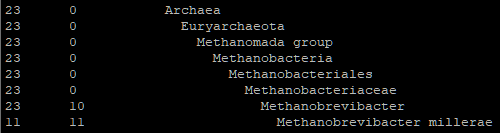 23 0 Archaea
23 0 Euryarchaeota
23 0 Methanomada group
23 0 Methanobacteria
23 0 Methanobacteriales
23 0 Methanobacteriaceae
23 10 Methanobrevibacter
11 11 Methanobrevibacter millerae